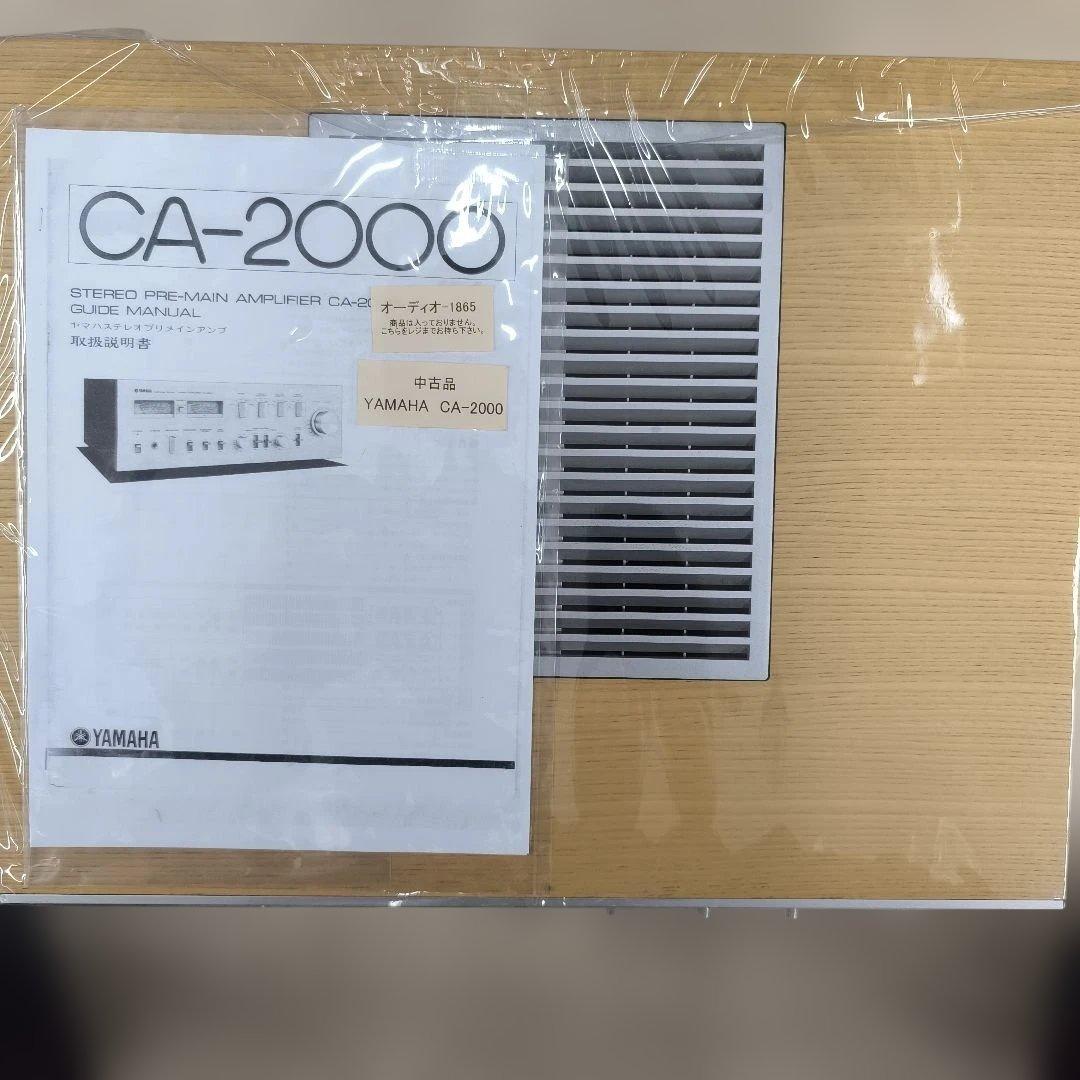 CA-2000
STEREO PRE-MAIN AMPLIFIER CA-20
GUIDE MANUAL
ヤマハステレオプリメインアンプ
取扱説明書
オーディオ-1865
商品は入っておりません。
こちらをレジまでお持ち下さい。
中古品
YAMAHA CA-2000
YAMAHA
YAMAHA